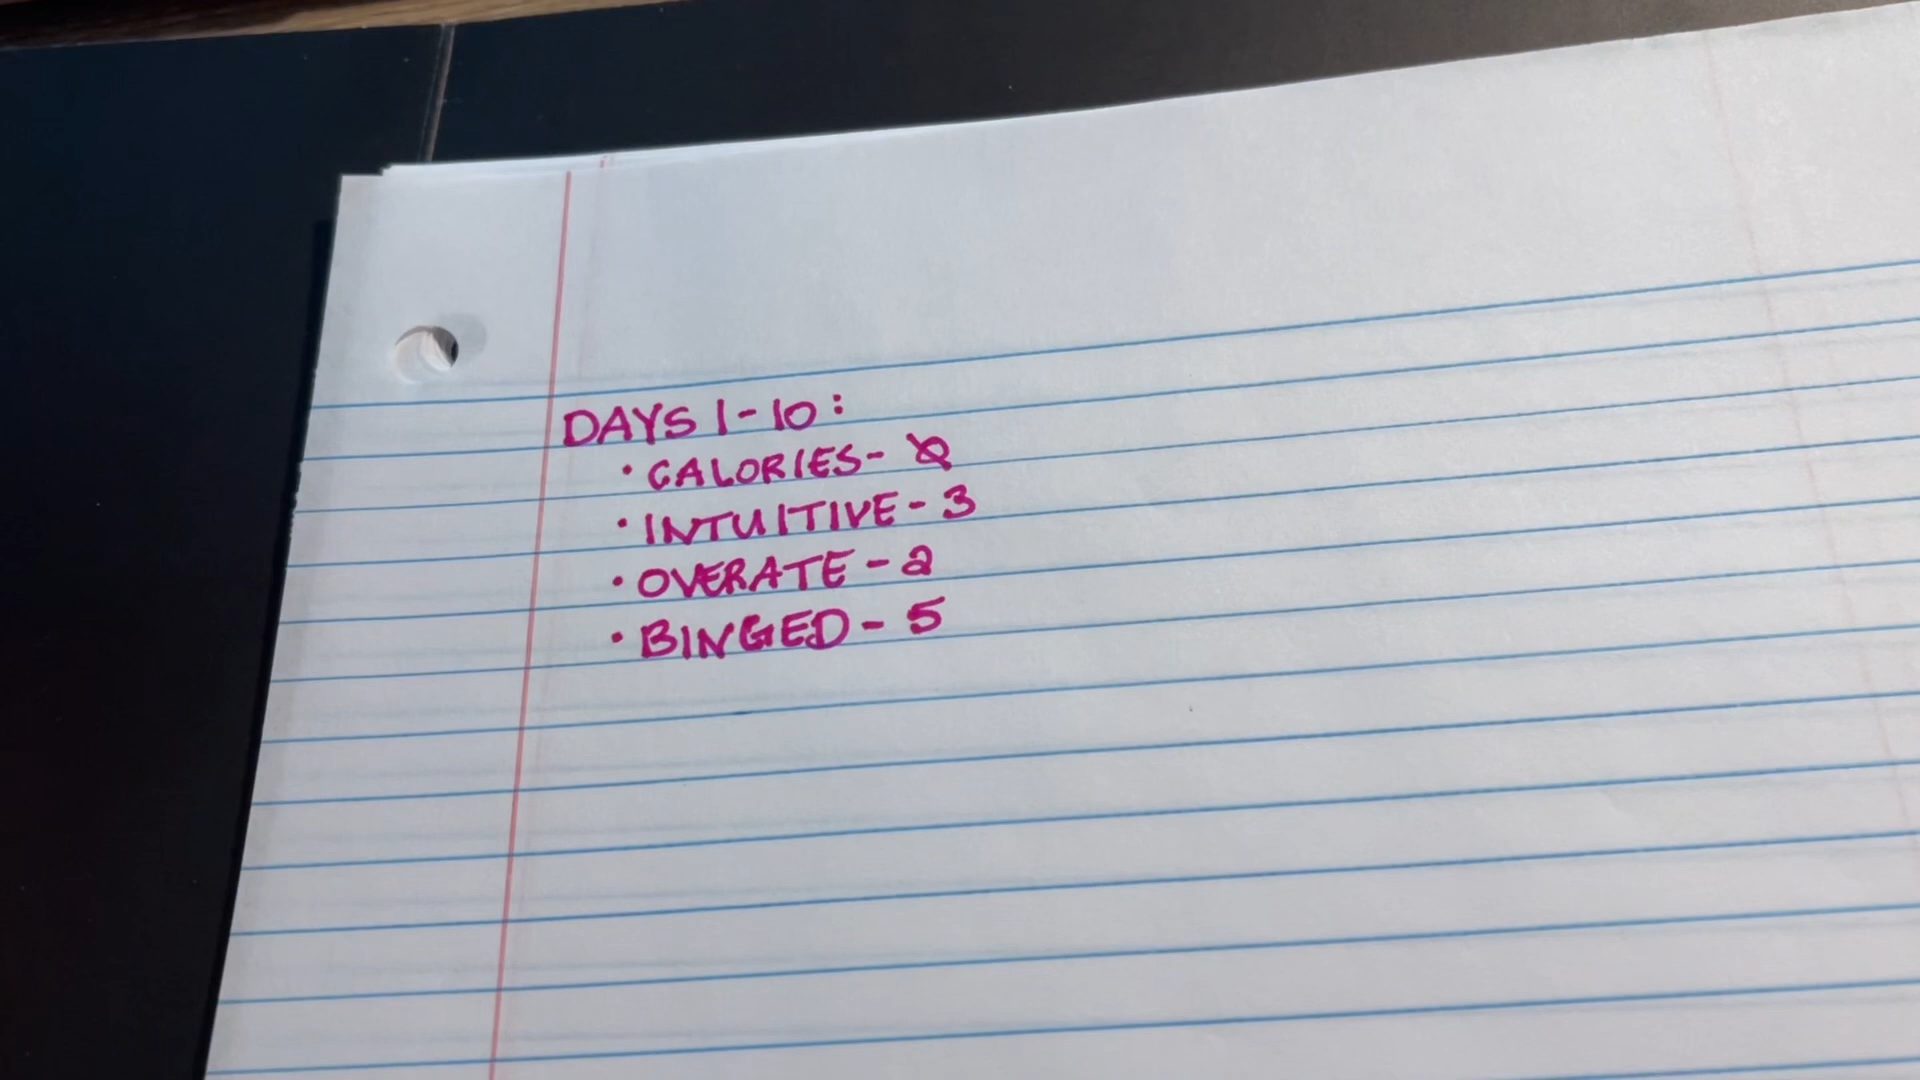 DAYS 1-10:
• CALORIES- 0
• INTUITIVE - 3
• OVERATE - 2
• BINGED - 5